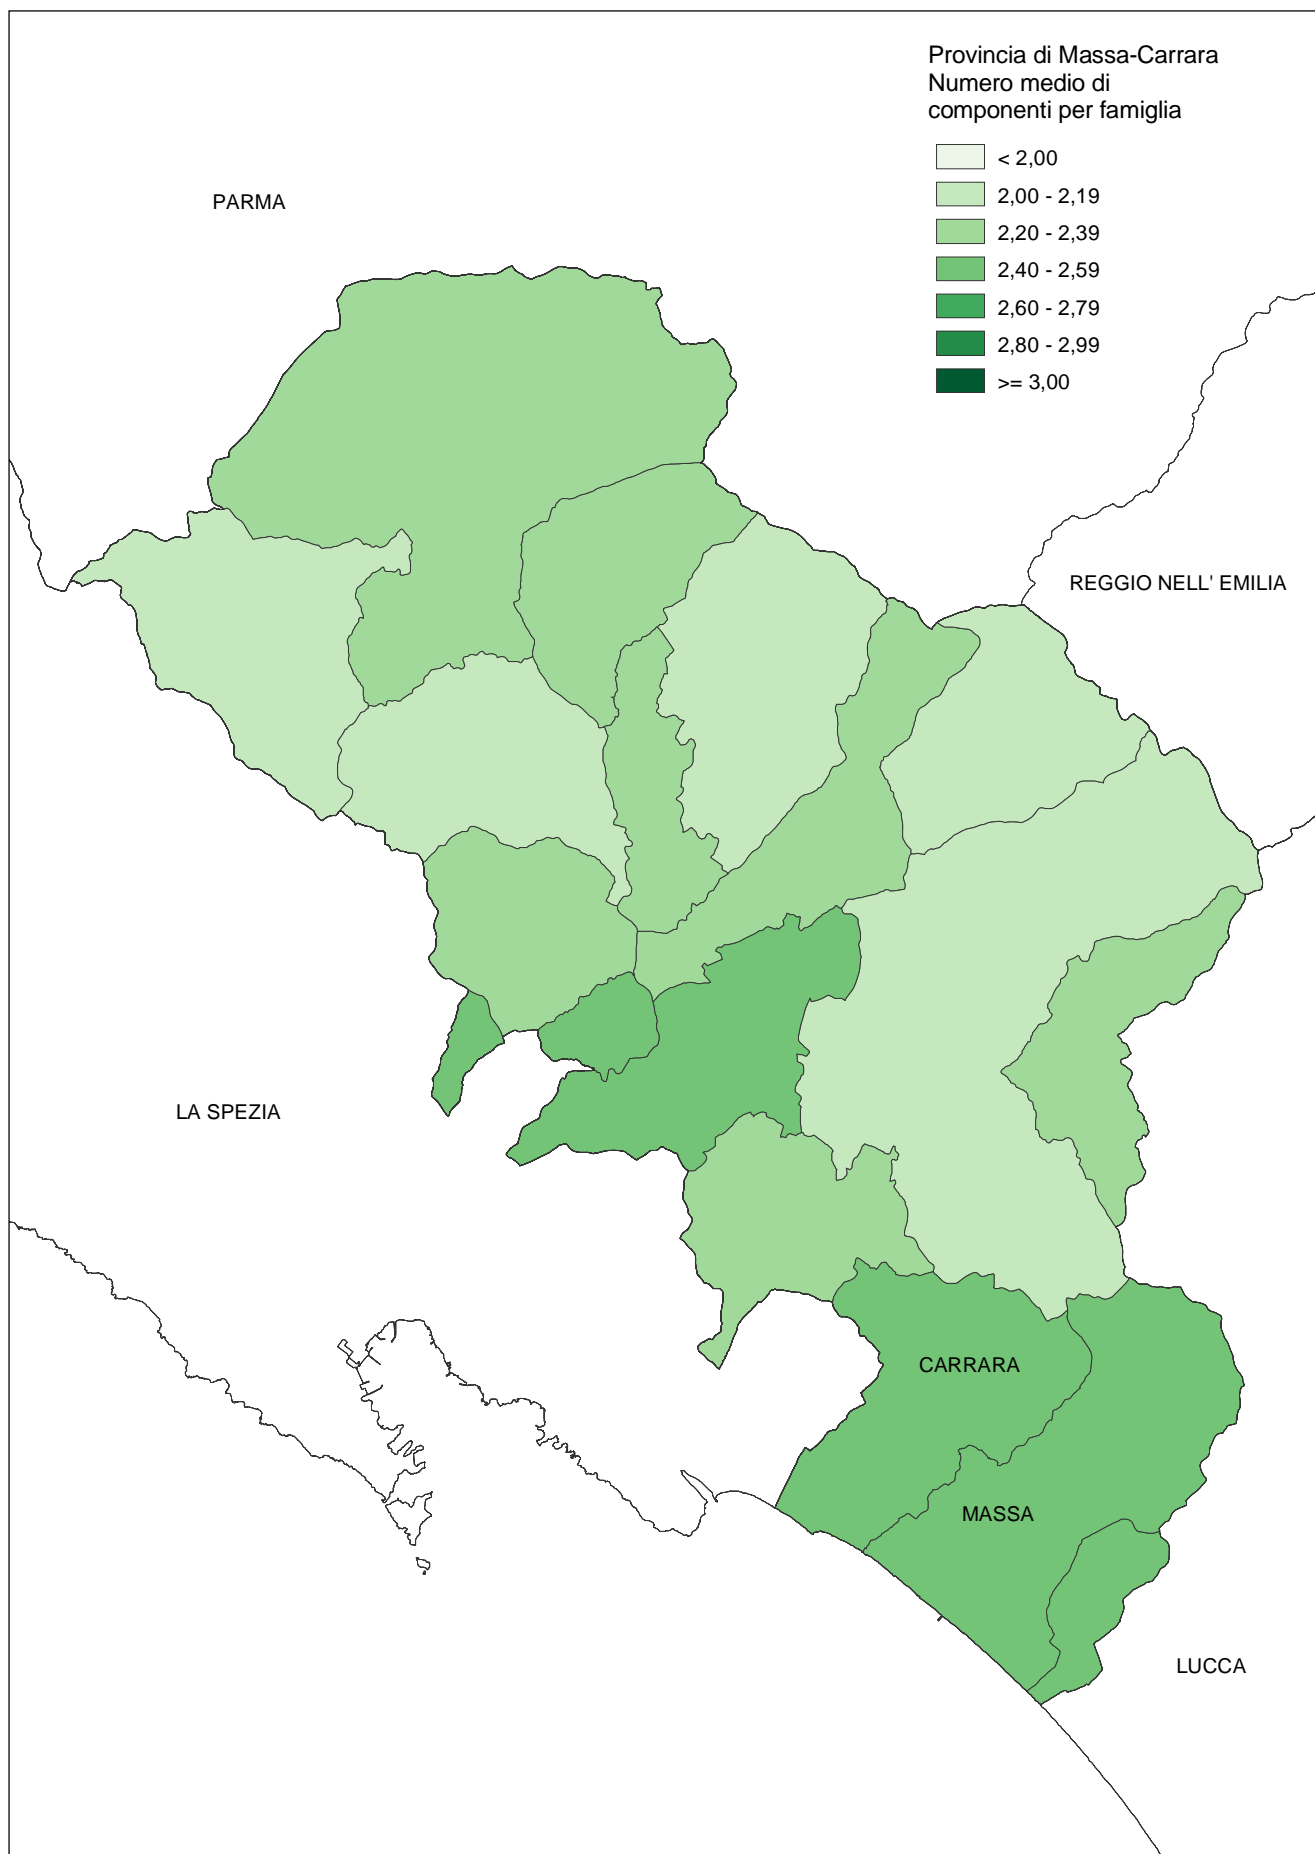 Provincia di Massa-Carrara
Numero medio di
componenti per famiglia
< 2,00
2,00 - 2,19
2,20 - 2,39
2,40 - 2,59
2,60 - 2,79
2,80 - 2,99
>= 3,00
PARMA
REGGIO NELL' EMILIA
LA SPEZIA
CARRARA
MASSA
LUCCA